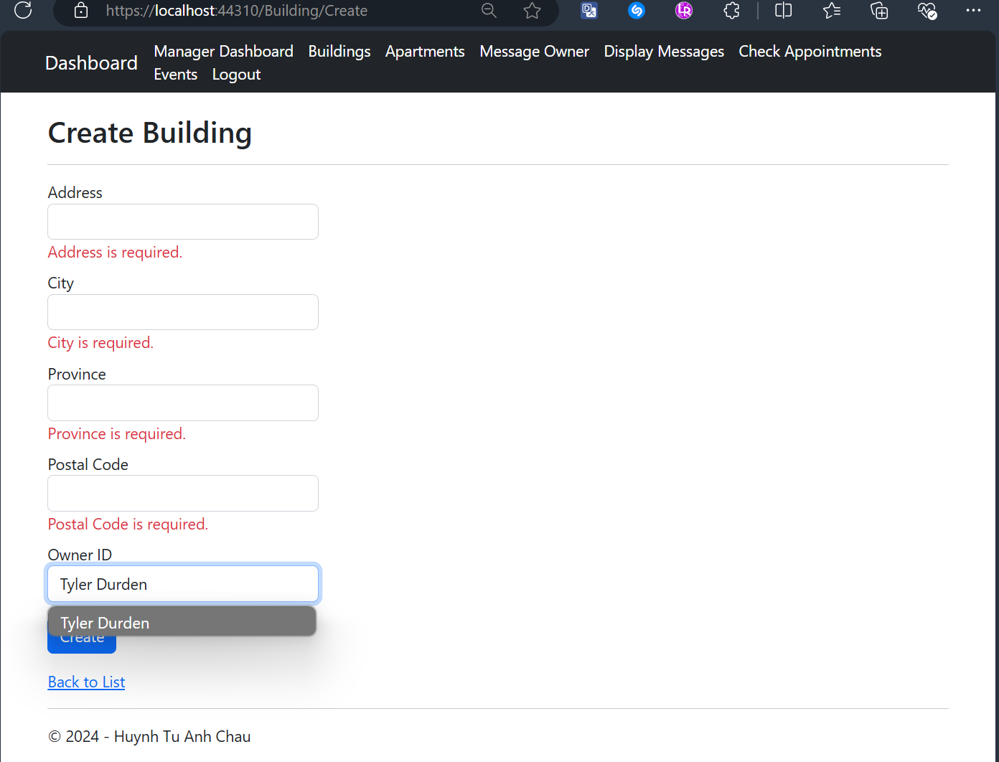 https://localhost:44310/Building/Create
Dashboard
Manager Dashboard Buildings Apartments Message Owner Display Messages Check Appointments
Events Logout
Create Building
Address
Address is required.
City
City is required.
Province
Province is required.
Postal Code
Postal Code is required.
Owner ID
Tyler Durden
Tyler Durden
Create
Back to List
© 2024 - Huynh Tu Anh Chau